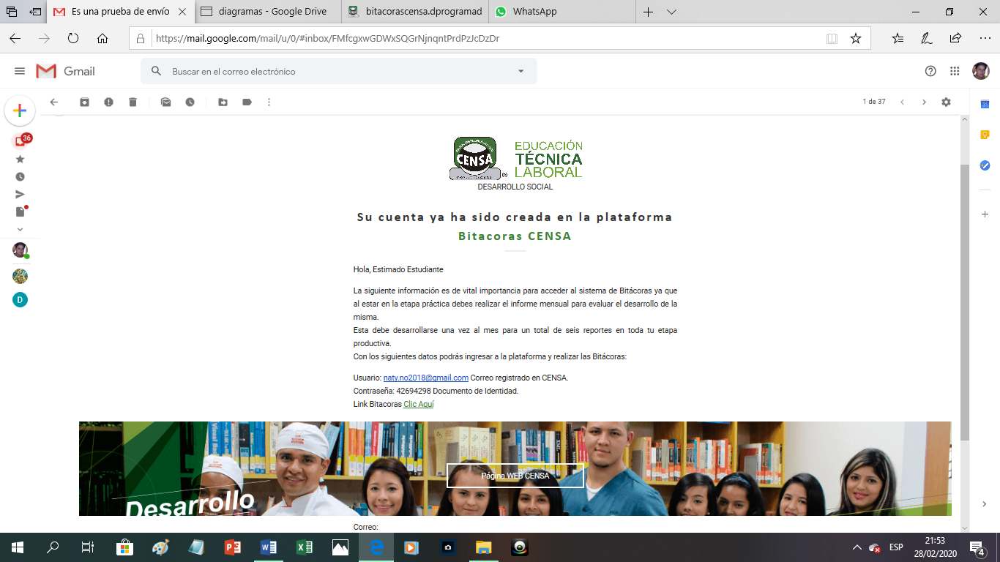 Es una prueba de envío
diagramas - Google Drive
bitacorascensa.dprogramad
WhatsApp
https://mail.google.com/mail/u/0/#inbox/FMfcgxwGDWxSQGrNjnqntPrdPzJcDzDr
Gmail
Buscar en el correo electrónico
1 de 37
36
CENSA
EDUCACIÓN
TÉCNICA
LABORAL
DESARROLLO SOCIAL
Su cuenta ya ha sido creada en la plataforma
Bitacoras CENSA
Hola, Estimado Estudiante
La siguiente información es de vital importancia para acceder al sistema de Bitácoras ya que
al estar en la etapa práctica debes realizar el informe mensual para evaluar el desarrollo de la
misma.
Esta debe desarrollarse una vez al mes para un total de seis reportes en toda tu etapa
productiva.
Con los siguientes datos podrás ingresar a la plataforma y realizar las Bitácoras:
Usuario: naty.no2018@gmail.com Correo registrado en CENSA.
Contraseña: 42694298 Documento de Identidad.
Link Bitacoras Clic Aquí
D
Página WEB CENSA
Desarrollo
Correo:
ESP
21:53
28/02/2020
4